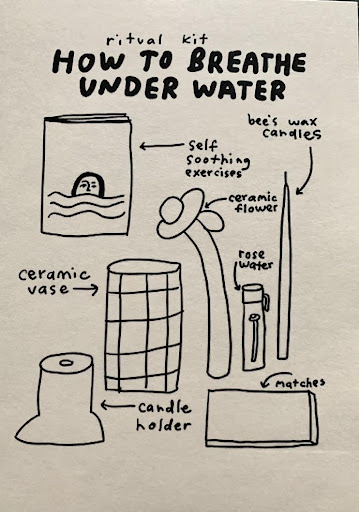 ritual kit
HOW TO BREATHE
UNDER WATER
bee's wax
candles
self
soothing
exercises
ceramic
flower
rose
water
ceramic
vase
matches
candle
holder